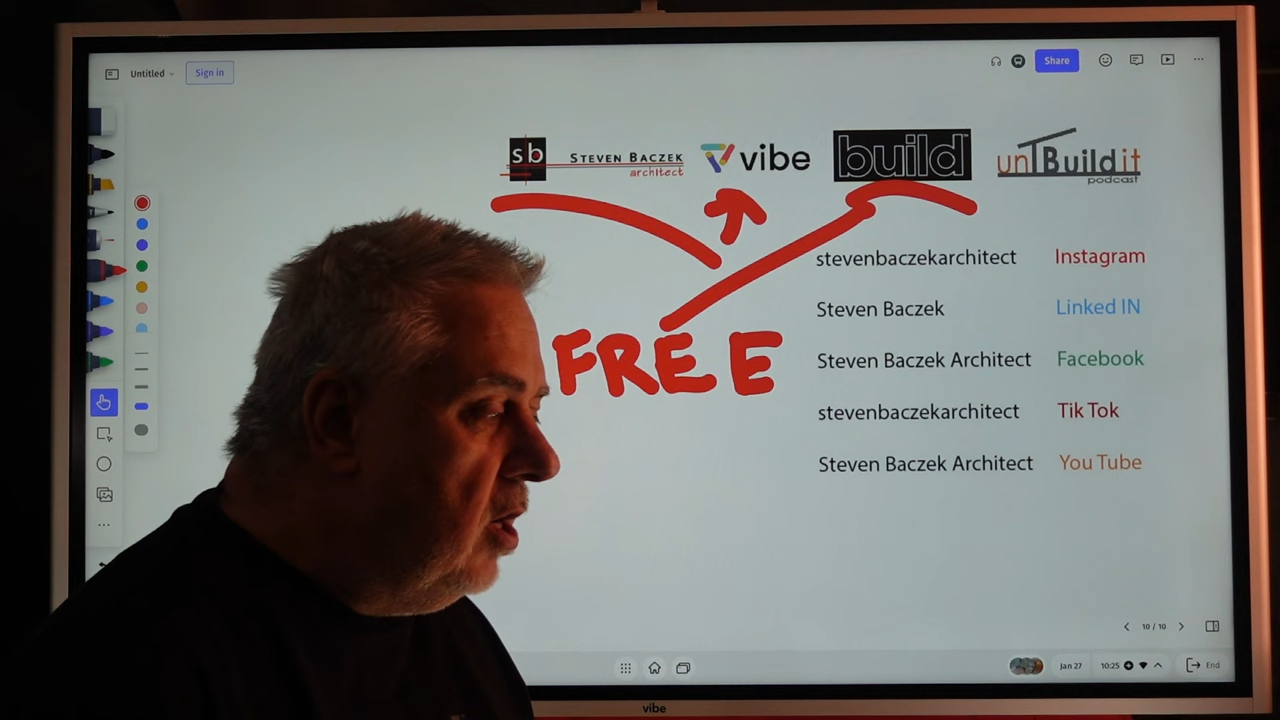 Untitled
Sign in
Share
sb STEVEN BACZEK
architect
vibe
build
unBuildit
podcast
stevenbaczekarchitect Instagram
Steven Baczek Linked IN
FREE
Steven Baczek Architect Facebook
stevenbaczekarchitect Tik Tok
Steven Baczek Architect You Tube
10 / 10
Jan 27
10:25
End
vibe